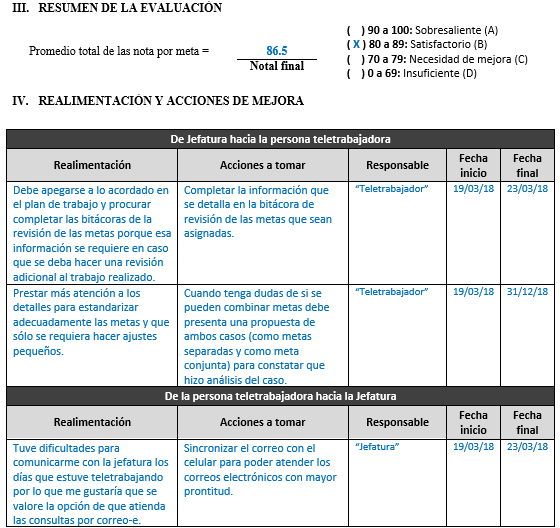 III. RESUMEN DE LA EVALUACIÓN
Promedio total de las nota por meta = 86.5
Notal final
( ) 90 a 100: Sobresaliente (A)
( X ) 80 a 89: Satisfactorio (B)
( ) 70 a 79: Necesidad de mejora (C)
( ) 0 a 69: Insuficiente (D)
IV. REALIMENTACIÓN Y ACCIONES DE MEJORA
De Jefatura hacia la persona teletrabajadora
Realimentación
Acciones a tomar
Responsable
Fecha
inicio
Fecha
final
Debe apegarse a lo acordado en
el plan de trabajo y procurar
completar las bitácoras de la
revisión de las metas porque esa
información se requiere en caso
que se deba hacer una revisión
adicional al trabajo realizado.
Completar la información que
se detalla en la bitácora de
revisión de las metas que sean
asignadas.
“Teletrabajador”
19/03/18
23/03/18
Prestar más atención a los
detalles para estandarizar
adecuadamente las metas y que
sólo se requiera hacer ajustes
pequeños.
Cuando tenga dudas de si se
pueden combinar metas debe
presenta una propuesta de
ambos casos (como metas
separadas y como meta
conjunta) para constatar que
hizo análisis del caso.
“Teletrabajador”
19/03/18
31/12/18
De la persona teletrabajadora hacia la Jefatura
Realimentación
Acciones a tomar
Responsable
Fecha
inicio
Fecha
final
Tuve dificultades para
comunicarme con la jefatura los
días que estuve teletrabajando
por lo que me gustaría que se
valore la opción de que atienda
las consultas por correo-e.
Sincronizar el correo con el
celular para poder atender los
correos electrónicos con mayor
prontitud.
“Jefatura”
19/03/18
23/03/18